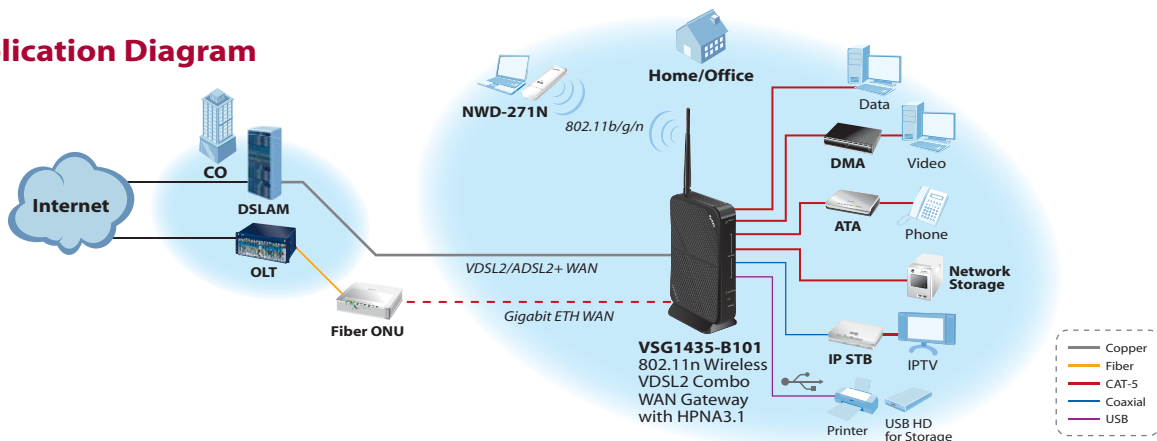 lication Diagram
Home/Office
NWD-271N
802.11b/g/n
Data
DMA
Video
CO
DSLAM
Internet
ATA
Phone
OLT
VDSL2/ADSL2+ WAN
Network
Storage
Fiber ONU
Gigabit ETH WAN
VSG1435-B101
802.11n Wireless
VDSL2 Combo
WAN Gateway
with HPNA3.1
IP STB
IPTV
Printer
USB HD
for Storage
Copper
Fiber
CAT-5
Coaxial
USB